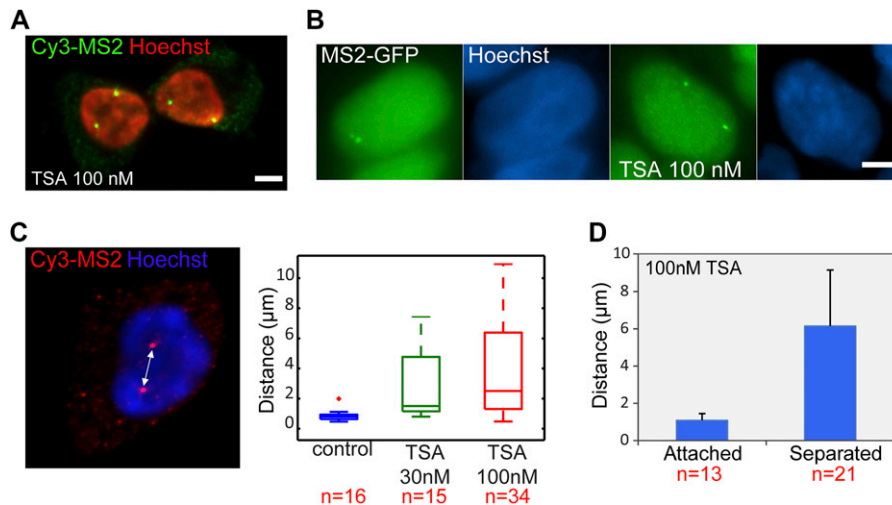 A
Cy3-MS2 Hoechst
TSA 100 nM
B
MS2-GFP
Hoechst
TSA 100 nM
C
Cy3-MS2 Hoechst
Distance (µm)
10
8
6
4
2
0
control
TSA
30nM
TSA
100nM
n=16
n=15
n=34
D
100nM TSA
Distance (µm)
10
8
6
4
2
0
Attached
Separated
n=13
n=21